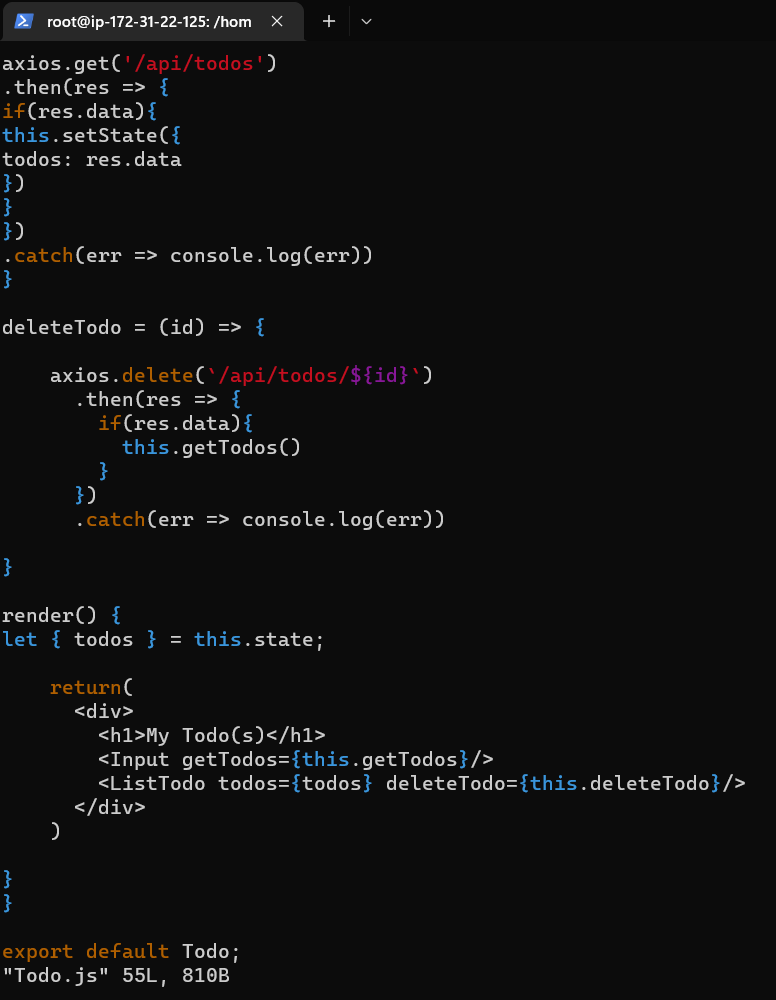 root@ip-172-31-22-125: /hom
axios.get('/api/todos')
.then(res => {
if(res.data){
this.setState({
todos: res.data
})
}
})
.catch(err => console.log(err))
}
deleteTodo = (id) => {
axios.delete(`/api/todos/${id}`)
.then(res => {
if(res.data){
this.getTodos()
}
})
.catch(err => console.log(err))
}
render() {
let { todos } = this.state;
return(
<div>
<h1>My Todo(s)</h1>
<Input getTodos={this.getTodos}/>
<ListTodo todos={todos} deleteTodo={this.deleteTodo}/>
</div>
)
}
}
export default Todo;
"Todo.js" 55L, 810B